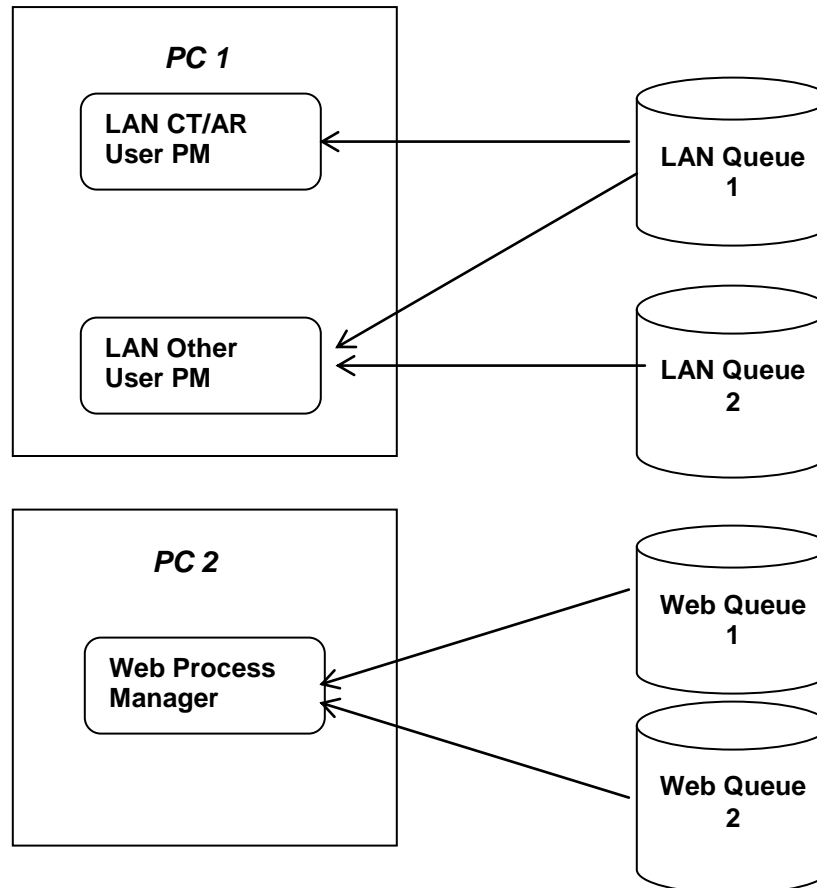 PC 1
LAN CT/AR
User PM
LAN Queue
1
LAN Other
User PM
LAN Queue
2
PC 2
Web Process
Manager
Web Queue
1
Web Queue
2